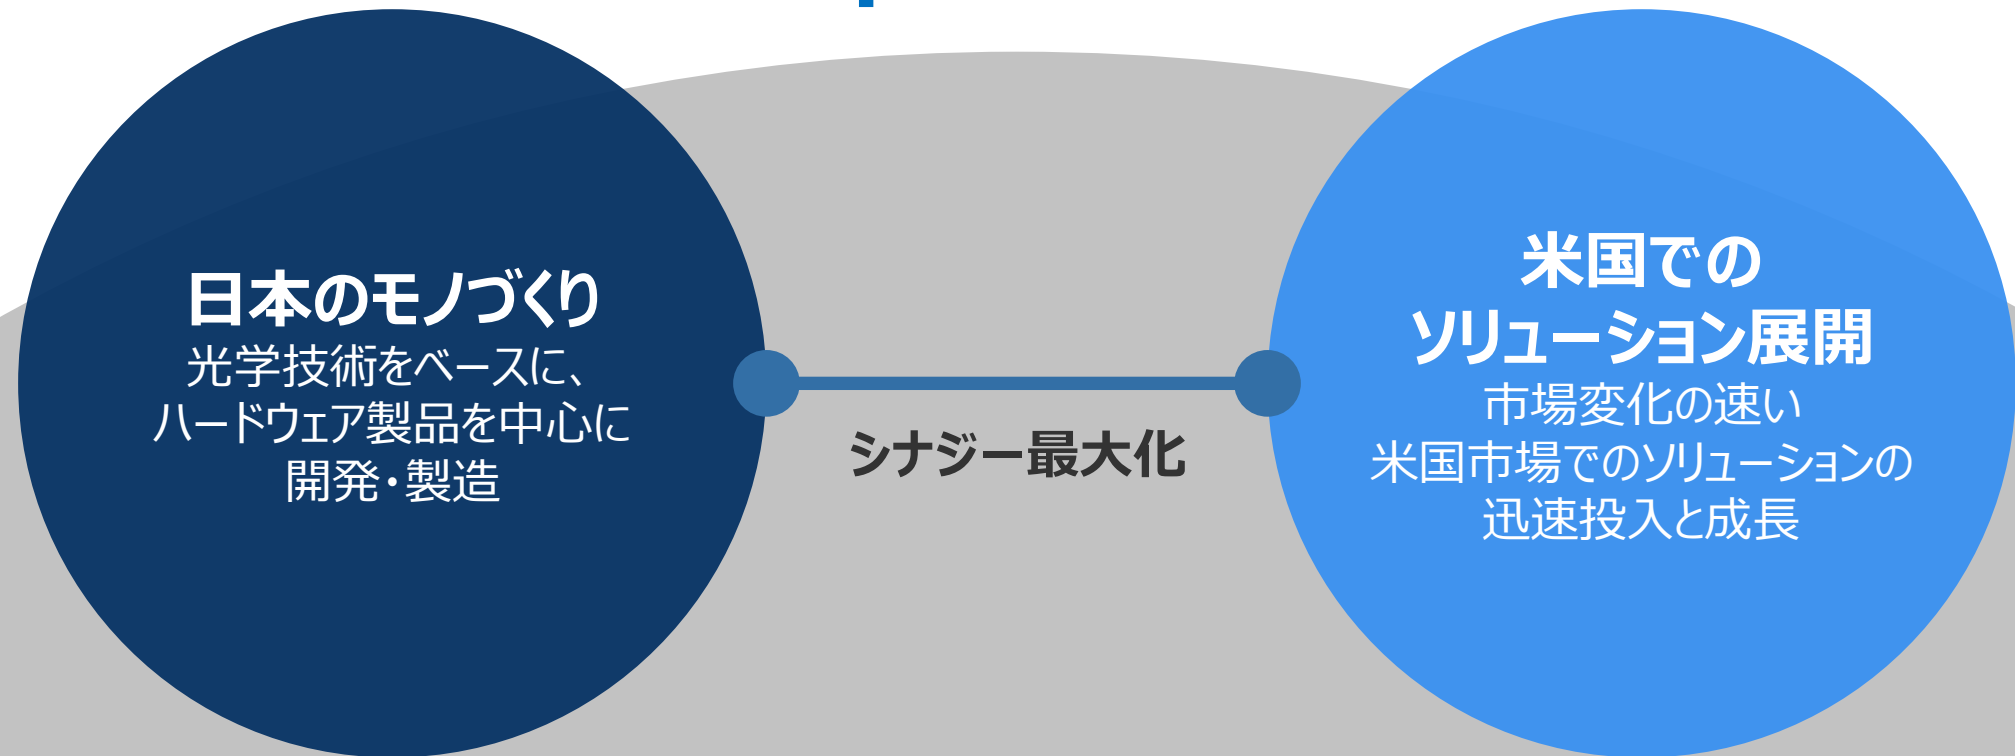 日本のモノづくり
光学技術をベースに、
ハードウェア製品を中心に
開発・製造
シナジー最大化
米国での
ソリューション展開
市場変化の速い
米国市場でのソリューションの
迅速投入と成長